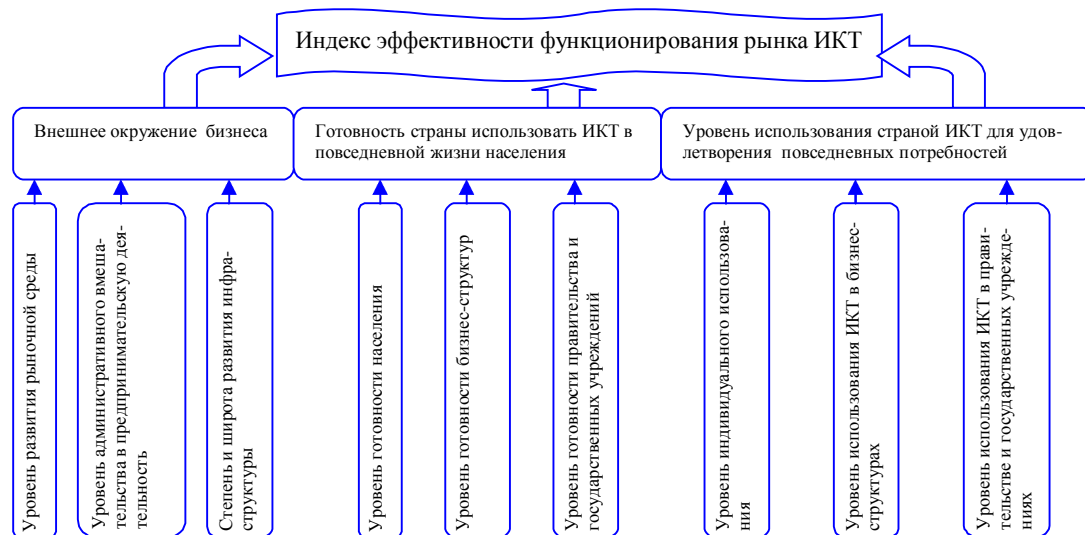 Индекс эффективности функционирования рынка ИКТ
Внешнее окружение бизнеса
Готовность страны использовать ИКТ в
повседневной жизни населения
Уровень использования страной ИКТ для удов-
летворения повседневных потребностей
Уровень развития рыночной среды
Уровень административного вмеша-
тельства в предпринимательскую дея-
тельность
Степень и широта развития инфра-
структуры
Уровень готовности населения
Уровень готовности бизнес-структур
Уровень готовности правительства и
государственных учреждений
Уровень индивидуального использова-
ния
Уровень использования ИКТ в бизнес-
структурах
Уровень использования ИКТ в прави-
тельстве и государственных учрежде-
ниях